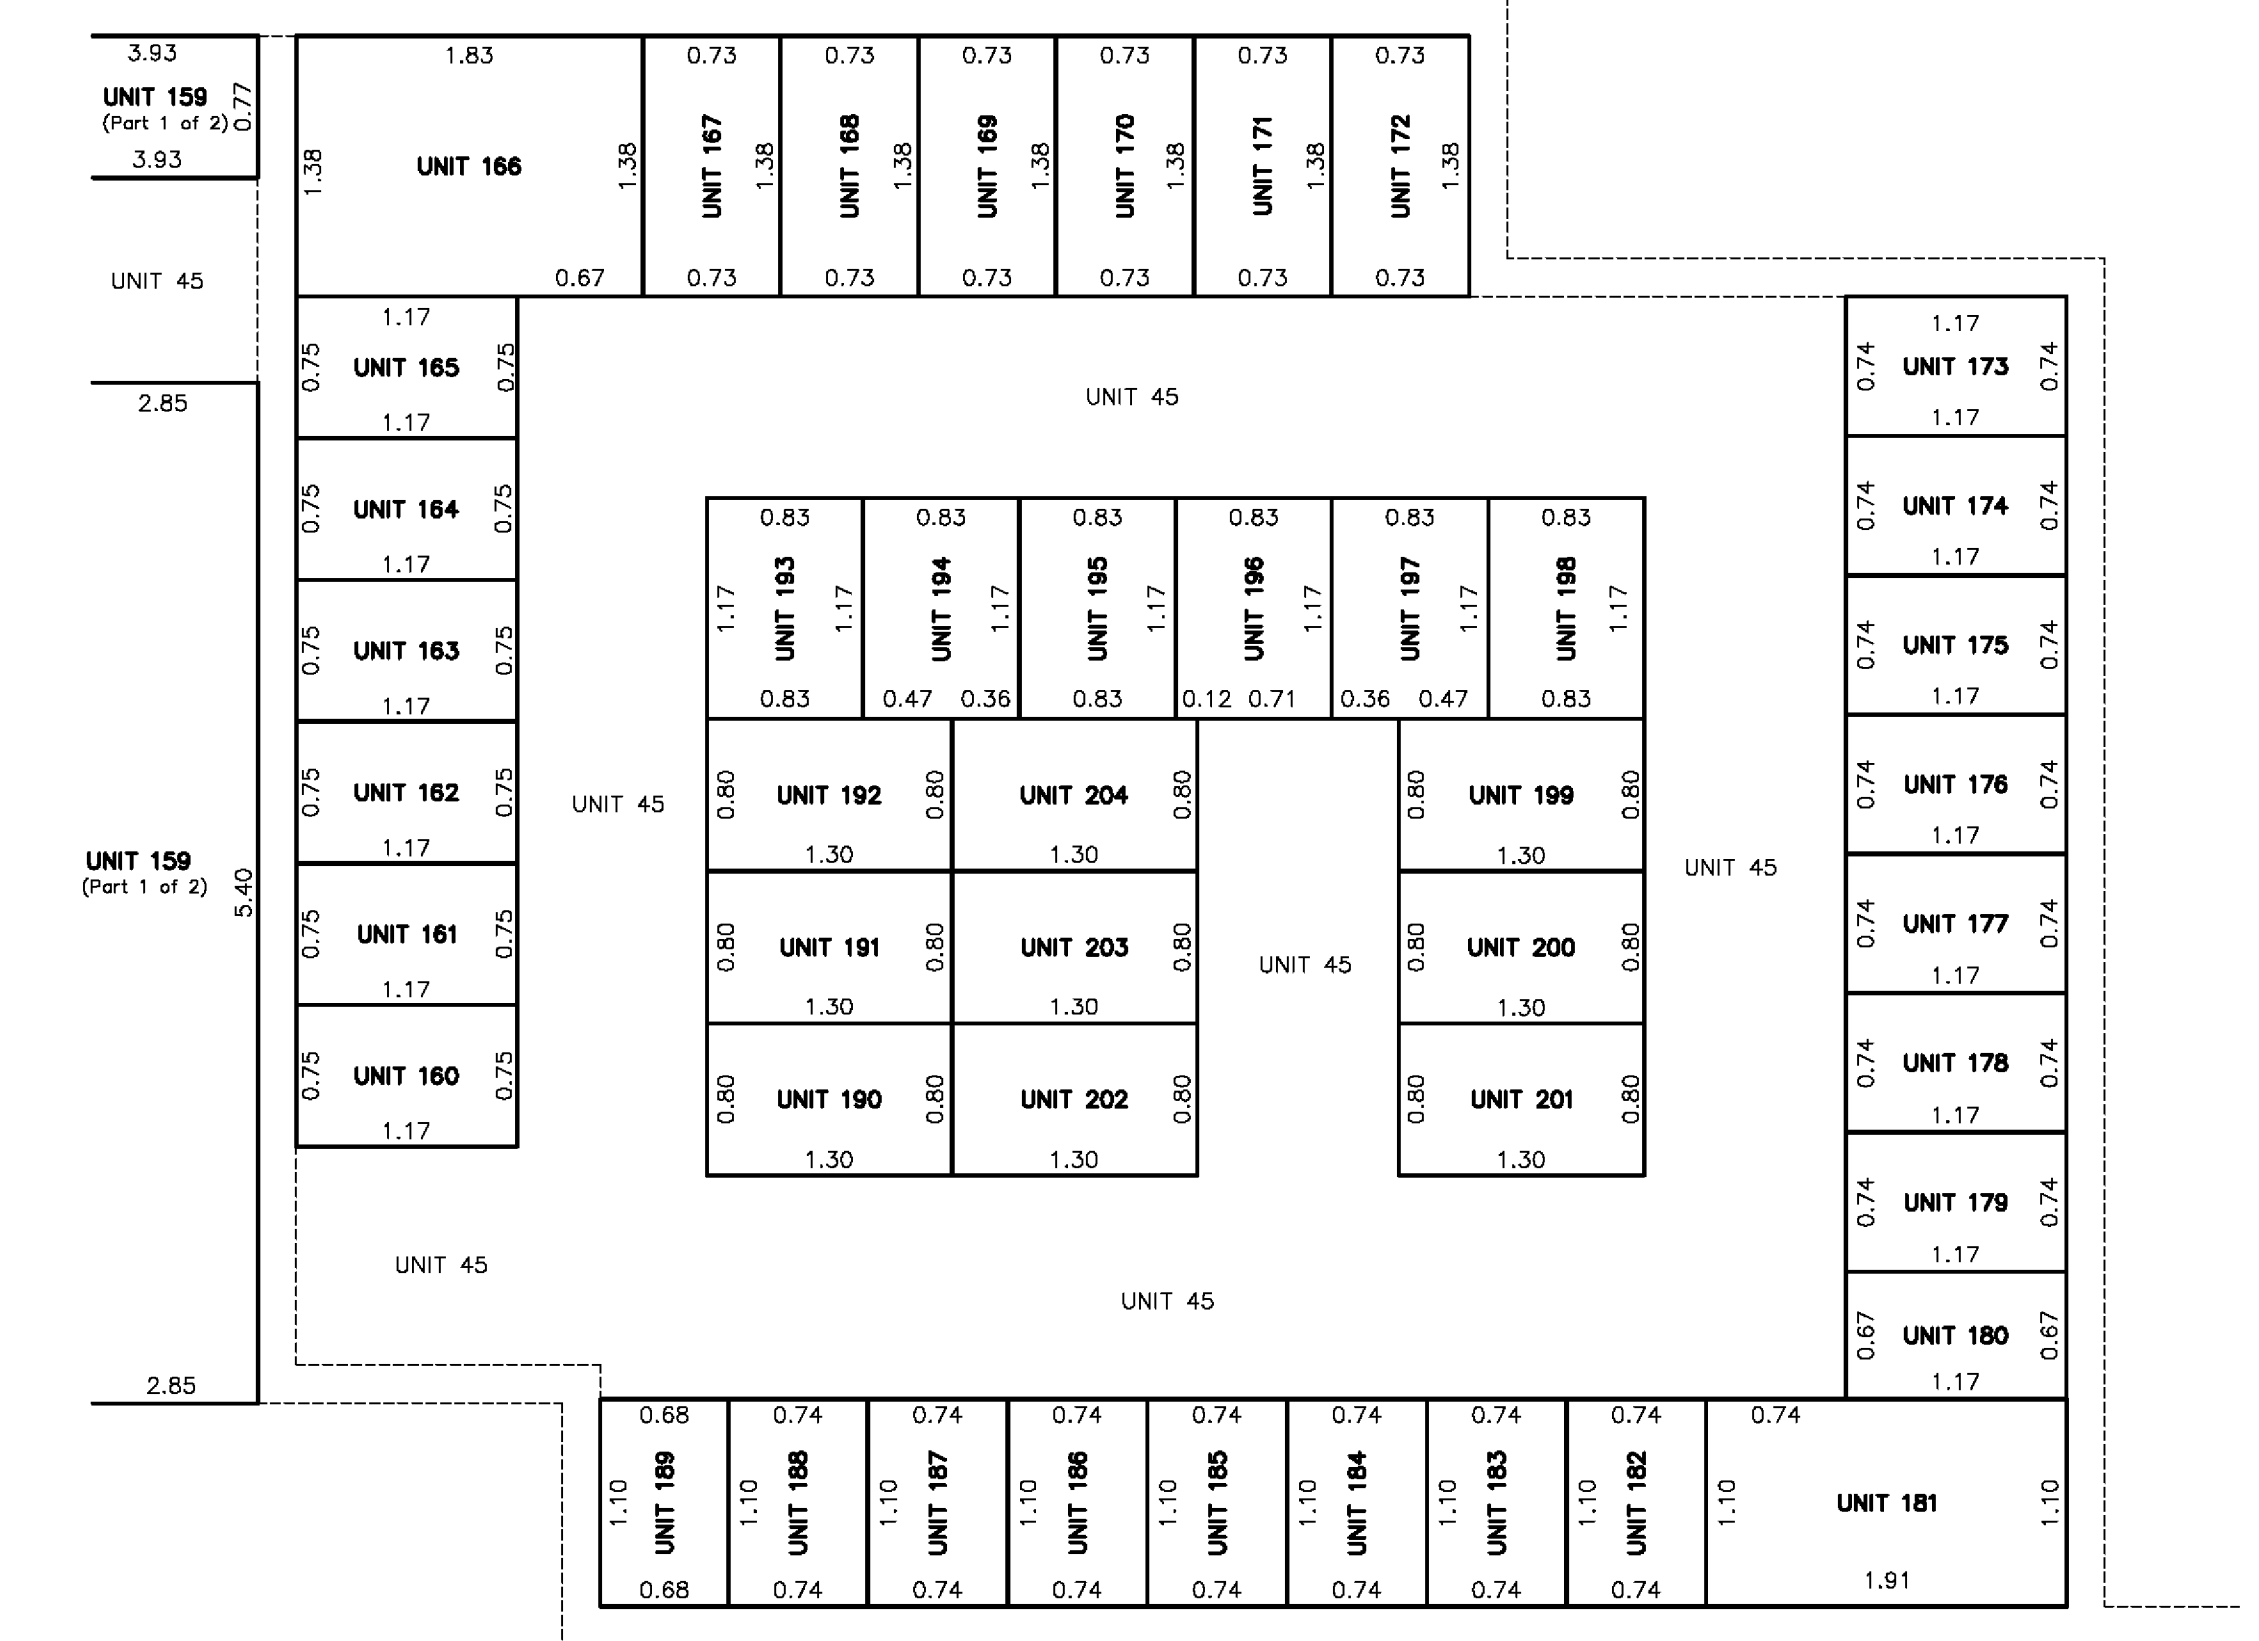 3.93
UNIT 159
(Part 1 of 2)
0.77
3.93
UNIT 45
2.85
UNIT 159
(Part 1 of 2)
5.40
2.85
1.83
1.38
UNIT 166
1.38
0.67
0.73
UNIT 167
1.38
0.73
0.73
UNIT 168
1.38
0.73
0.73
UNIT 169
1.38
0.73
0.73
UNIT 170
1.38
0.73
0.73
UNIT 171
1.38
0.73
0.73
UNIT 172
1.38
0.73
1.17
0.75
UNIT 165
0.75
1.17
0.75
UNIT 164
0.75
1.17
0.75
UNIT 163
0.75
1.17
0.75
UNIT 162
0.75
1.17
0.75
UNIT 161
0.75
1.17
0.75
UNIT 160
0.75
1.17
UNIT 45
UNIT 45
UNIT 45
0.83
1.17
UNIT 193
1.17
0.83
0.83
UNIT 194
1.17
0.47
0.36
0.83
UNIT 195
1.17
0.83
0.83
UNIT 196
1.17
0.12
0.71
0.83
UNIT 197
1.17
0.36
0.47
0.83
UNIT 198
1.17
0.83
0.80
UNIT 192
0.80
1.30
UNIT 204
0.80
1.30
0.80
UNIT 199
0.80
1.30
0.80
UNIT 191
0.80
1.30
UNIT 203
0.80
1.30
UNIT 45
0.80
UNIT 200
0.80
1.30
0.80
UNIT 190
0.80
1.30
UNIT 202
0.80
1.30
0.80
UNIT 201
0.80
1.30
UNIT 45
UNIT 45
1.17
0.74
UNIT 173
0.74
1.17
0.74
UNIT 174
0.74
1.17
0.74
UNIT 175
0.74
1.17
0.74
UNIT 176
0.74
1.17
0.74
UNIT 177
0.74
1.17
0.74
UNIT 178
0.74
1.17
0.74
UNIT 179
0.74
1.17
0.67
UNIT 180
0.67
1.17
0.68
1.10
UNIT 189
0.68
0.74
1.10
UNIT 188
0.74
0.74
1.10
UNIT 187
0.74
0.74
1.10
UNIT 186
0.74
0.74
1.10
UNIT 185
0.74
0.74
1.10
UNIT 184
0.74
0.74
1.10
UNIT 183
0.74
0.74
1.10
UNIT 182
0.74
0.74
1.10
UNIT 181
1.10
1.91